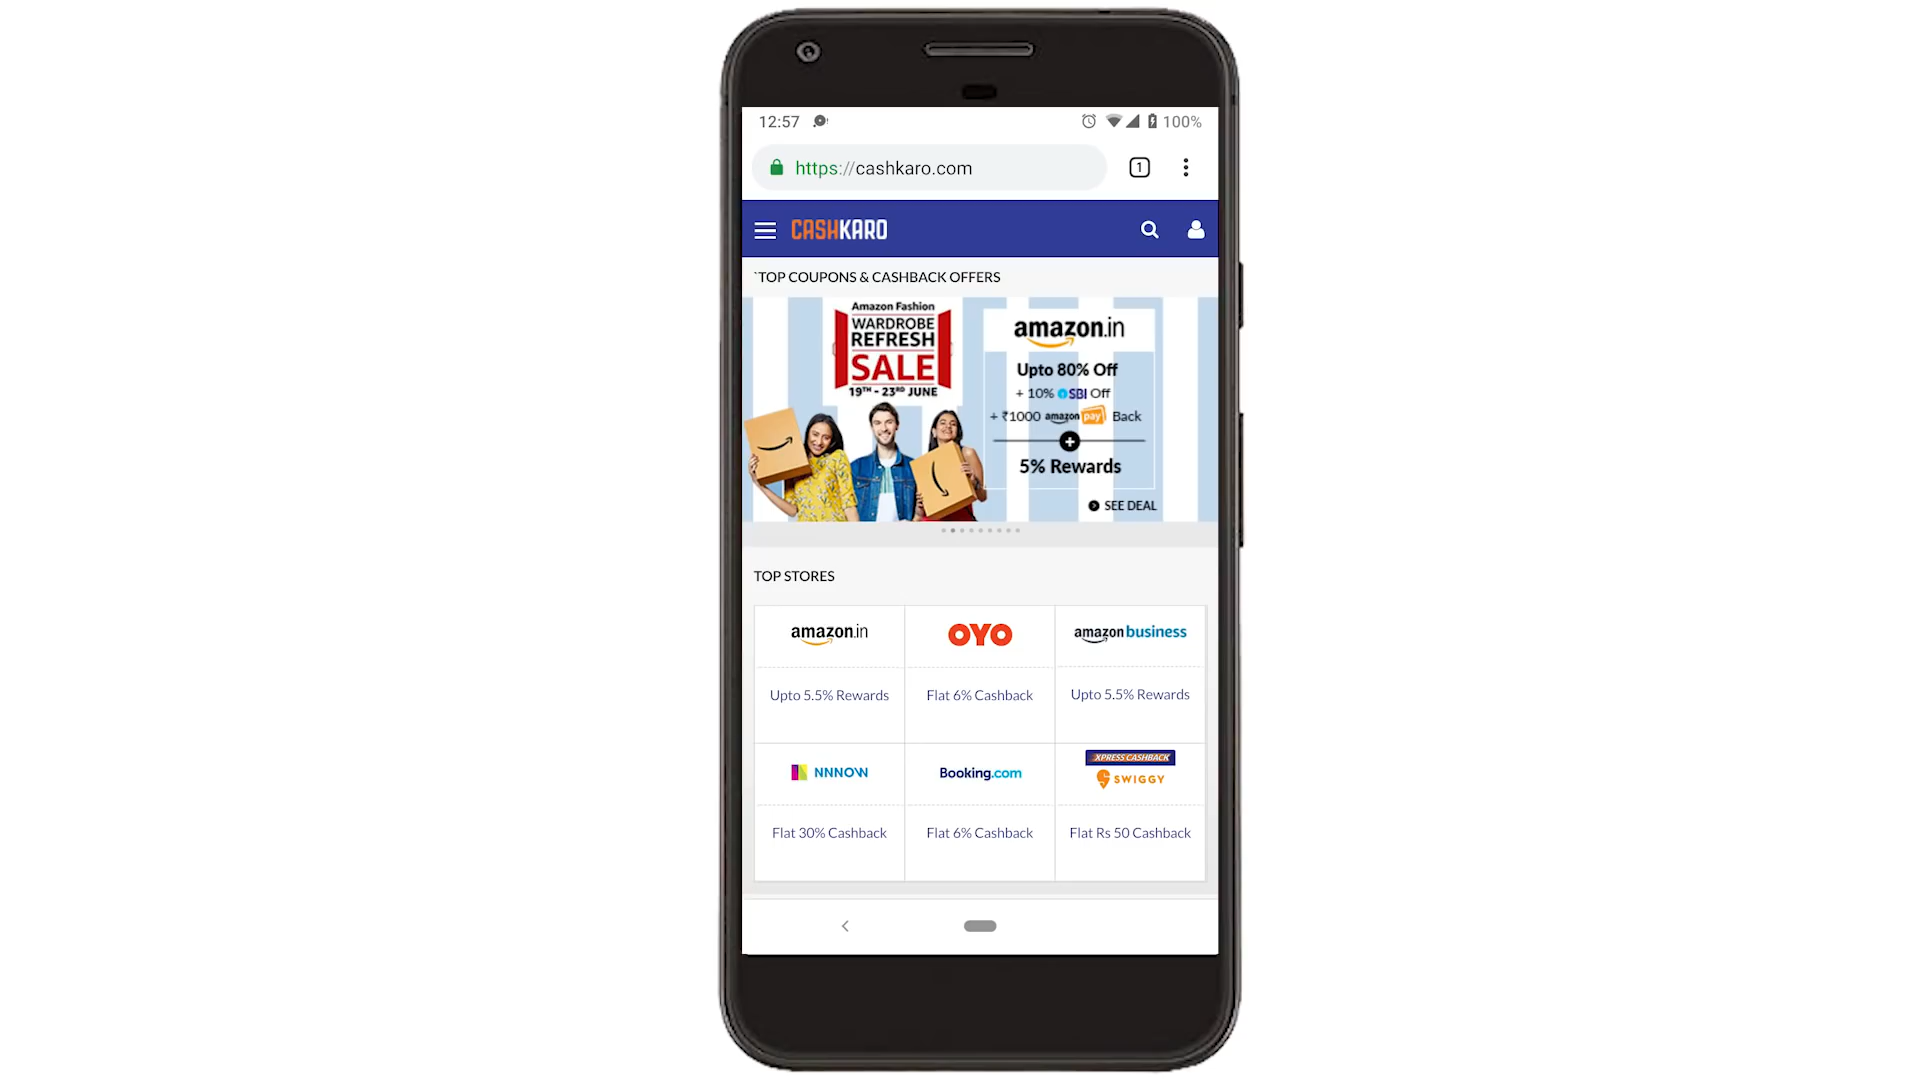 12:57
100%
https://cashkaro.com
1
CASHKARO
`TOP COUPONS & CASHBACK OFFERS
Amazon Fashion
WARDROBE
REFRESH
SALE
19TH - 23RD JUNE
amazon.in
Upto 80% Off
+ 10% SBI Off
+ ₹1000 amazon pay Back
5% Rewards
SEE DEAL
TOP STORES
amazon.in
OYO
amazon business
Upto 5.5% Rewards
Flat 6% Cashback
Upto 5.5% Rewards
NNNOW
Booking.com
XPRESS CASHBACK
SWIGGY
Flat 30% Cashback
Flat 6% Cashback
Flat Rs 50 Cashback